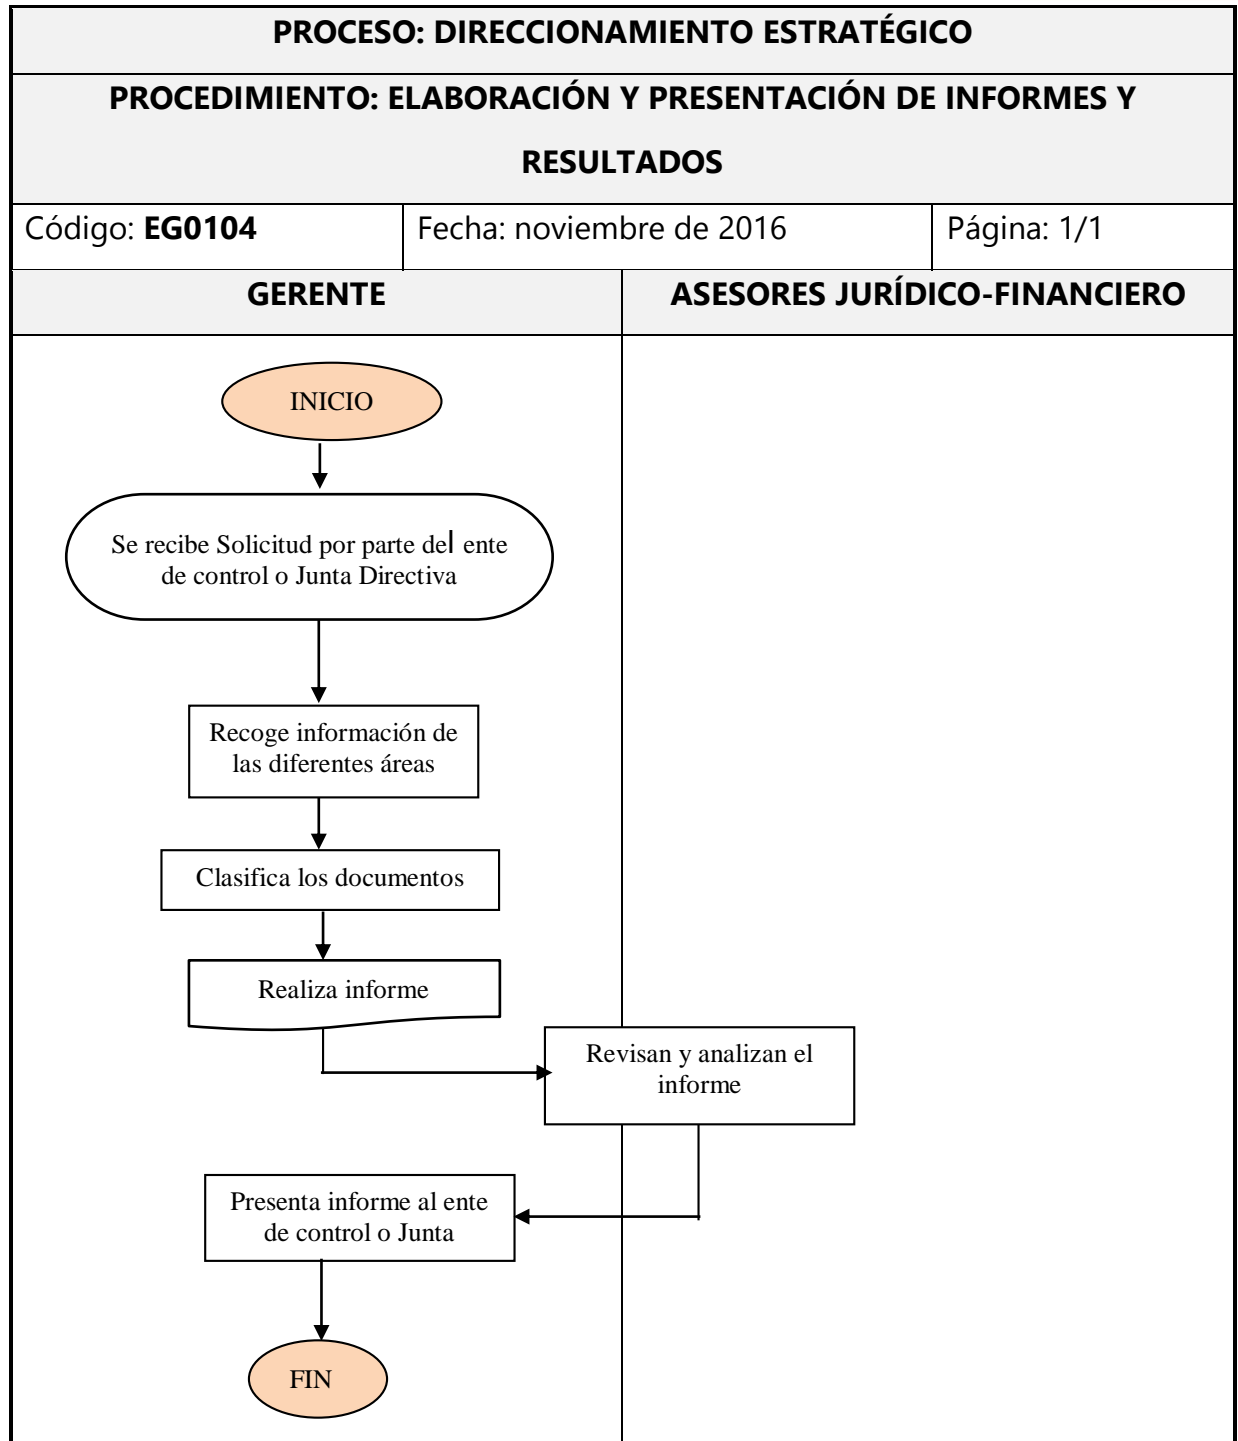 PROCESO: DIRECCIONAMIENTO ESTRATÉGICO
PROCEDIMIENTO: ELABORACIÓN Y PRESENTACIÓN DE INFORMES Y
RESULTADOS
Código: EG0104
Fecha: noviembre de 2016
Página: 1/1
GERENTE
ASESORES JURÍDICO-FINANCIERO
INICIO
Se recibe Solicitud por parte del ente
de control o Junta Directiva
Recoge información de
las diferentes áreas
Clasifica los documentos
Realiza informe
Revisan y analizan el
informe
Presenta informe al ente
de control o Junta
FIN